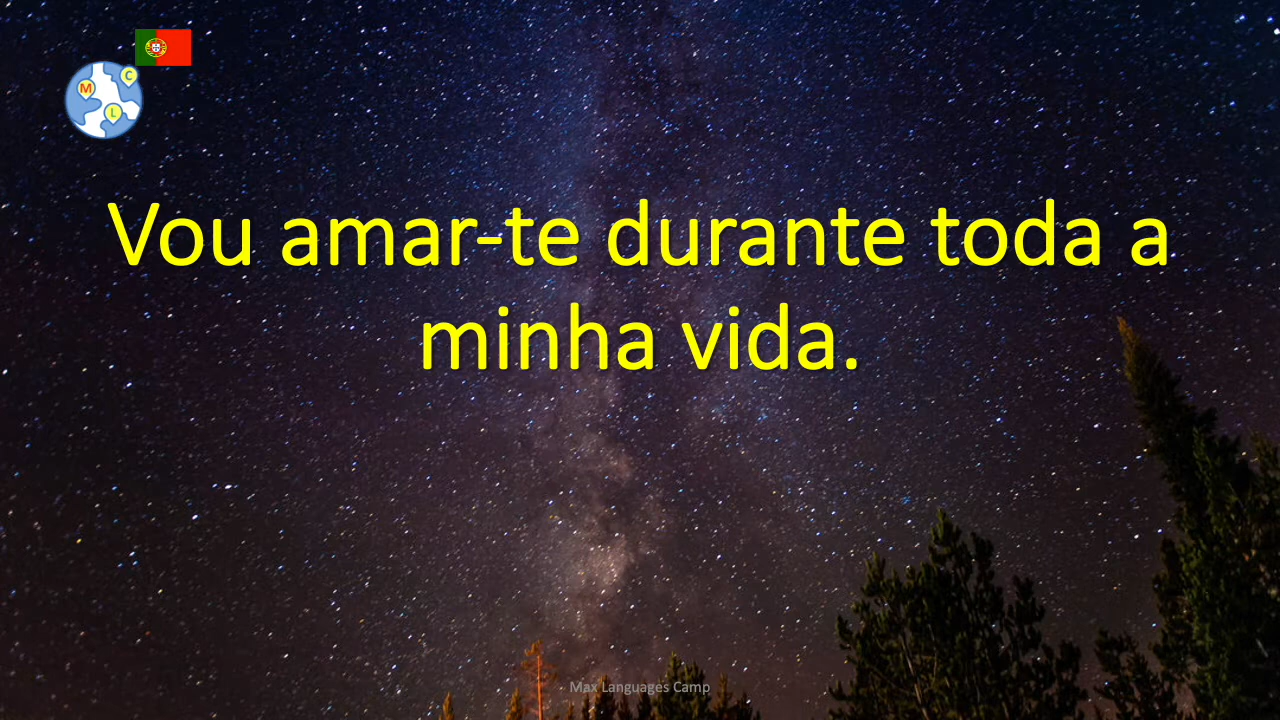 M
C
L
Vou amar-te durante toda a
minha vida.
Max Languages Camp